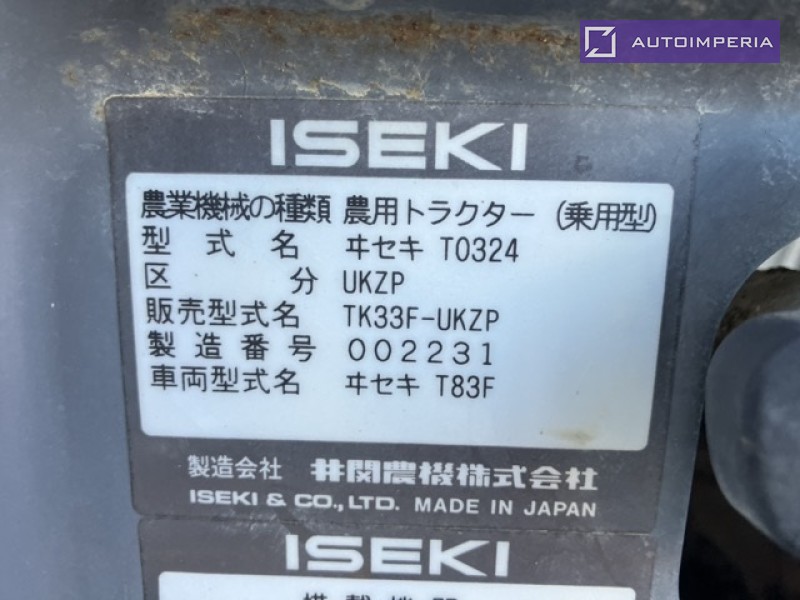 AUTOIMPERIA
ISEKI
農業機械の種類 農用トラクター (乗用型)
型式名 ヰセキ T0324
区分 UKZP
販売型式名 TK33F-UKZP
製造番号 002231
車両型式名 ヰセキ T83F
製造会社 井関農機株式会社
ISEKI & CO.,LTD. MADE IN JAPAN
ISEKI